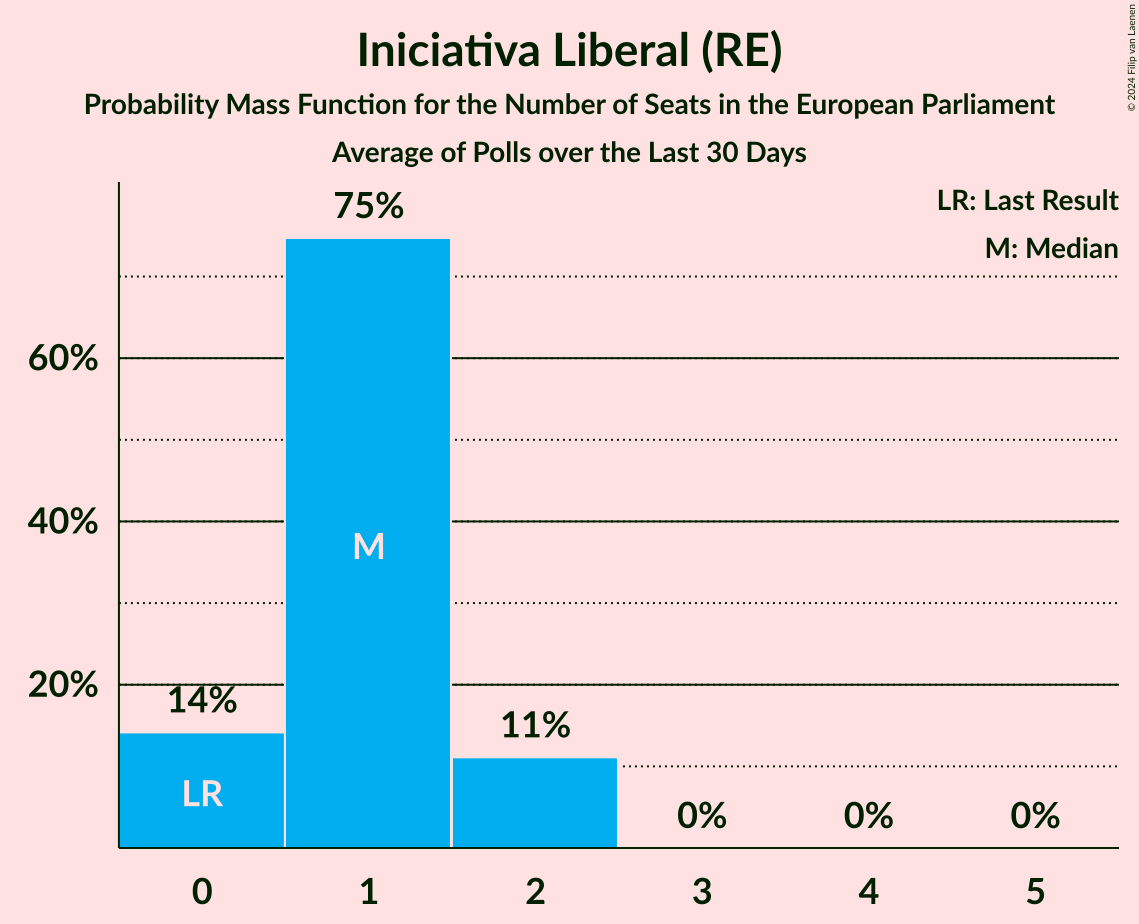 Iniciativa Liberal (RE)
Probability Mass Function for the Number of Seats in the European Parliament
Average of Polls over the Last 30 Days
© 2024 Filip van Laenen
LR: Last Result
M: Median
75%
60%
40%
M
20%
14%
11%
LR
0%
0%
0%
0
1
2
3
4
5